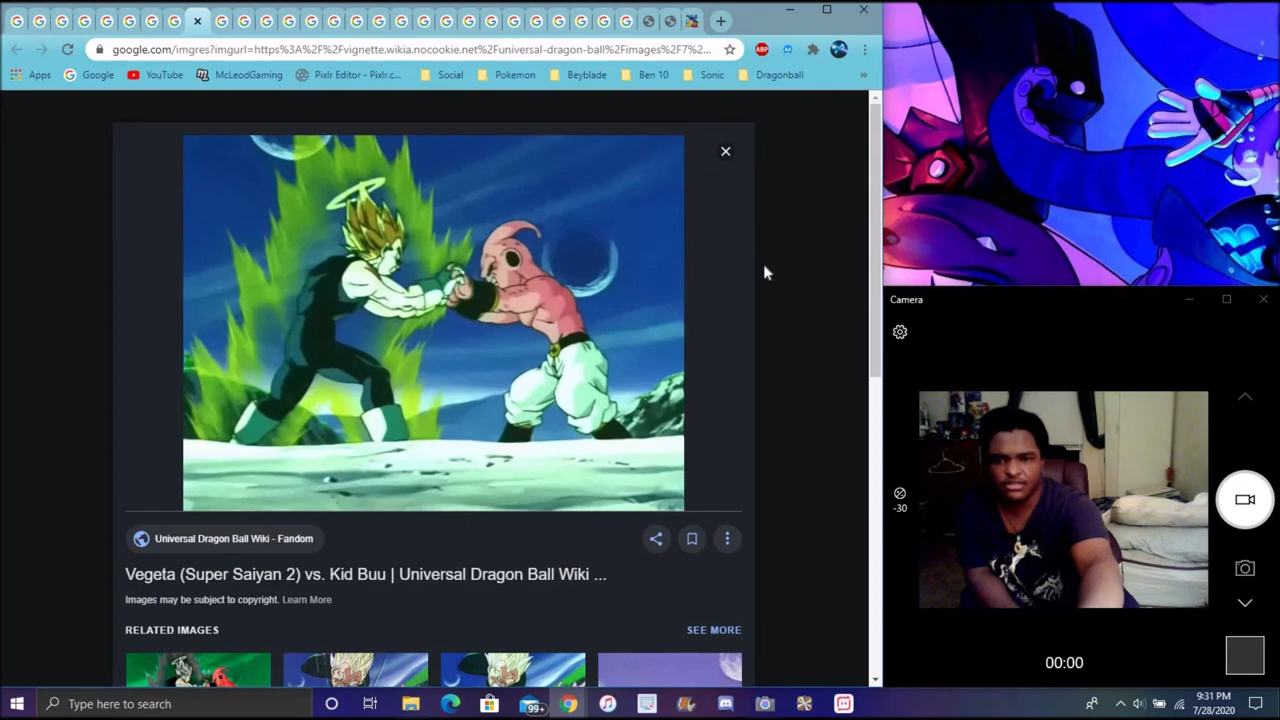 google.com/imgres?imgurl=https%3A%2F%2Fvignette.wikia.nocookie.net%2Funiversal-dragon-ball%2Fimages%2F7%2...
ABP
Apps
Google
YouTube
McLeodGaming
Pixlr Editor - Pixlr.c...
Social
Pokemon
Beyblade
Ben 10
Sonic
Dragonball
»
Universal Dragon Ball Wiki - Fandom
Vegeta (Super Saiyan 2) vs. Kid Buu | Universal Dragon Ball Wiki ...
Images may be subject to copyright. Learn More
RELATED IMAGES
SEE MORE
Camera
-30
00:00
Type here to search
99+
9:31 PM
7/28/2020